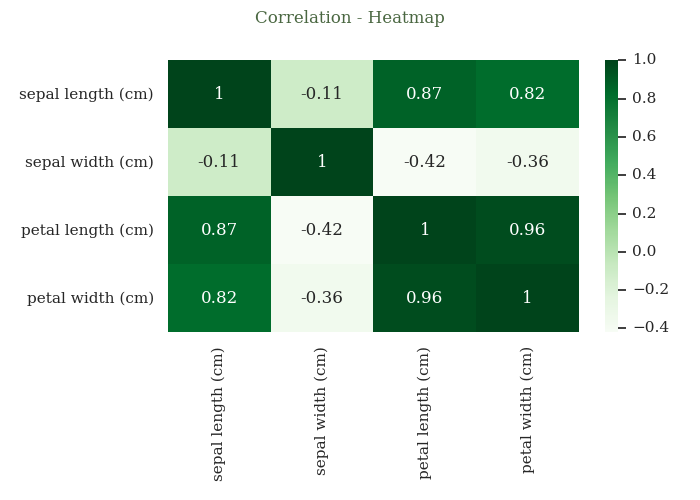 Correlation - Heatmap
sepal length (cm) 1 -0.11 0.87 0.82
sepal width (cm) -0.11 1 -0.42 -0.36
petal length (cm) 0.87 -0.42 1 0.96
petal width (cm) 0.82 -0.36 0.96 1
sepal length (cm)
sepal width (cm)
petal length (cm)
petal width (cm)
1.0
0.8
0.6
0.4
0.2
0.0
−0.2
−0.4